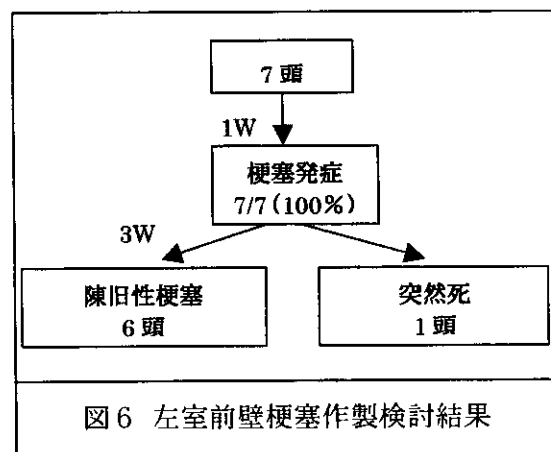 7 頭
1W
梗塞発症
7/7 (100%)
3W
陳旧性梗塞
6 頭
突然死
1 頭
図 6 左室前壁梗塞作製検討結果